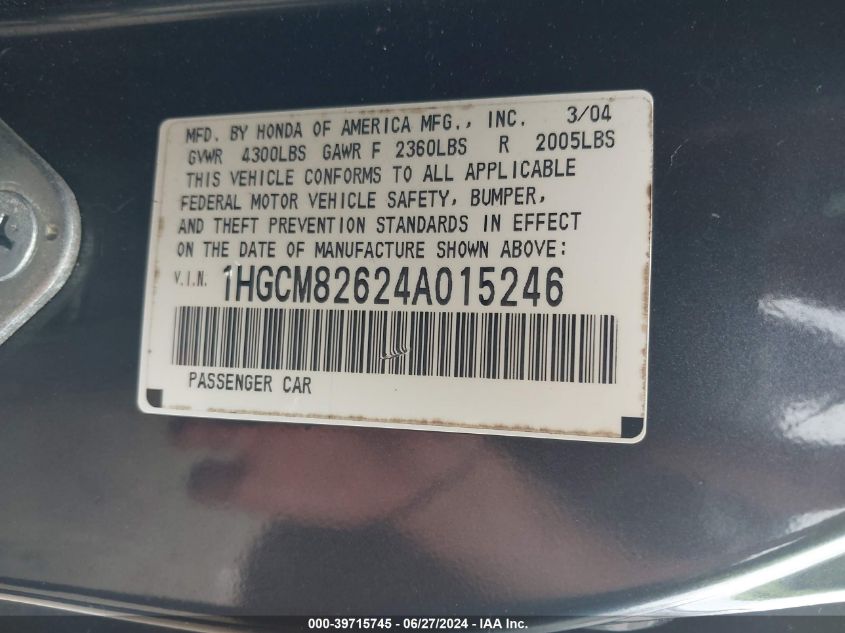 MFD. BY HONDA OF AMERICA MFG., INC. 3/04
GVWR 4300LBS GAWR F 2360LBS R 2005LBS
THIS VEHICLE CONFORMS TO ALL APPLICABLE
FEDERAL MOTOR VEHICLE SAFETY, BUMPER,
AND THEFT PREVENTION STANDARDS IN EFFECT
ON THE DATE OF MANUFACTURE SHOWN ABOVE:
V.I.N. 1HGCM82624A015246
PASSENGER CAR
000-39715745 - 06/27/2024 - IAA Inc.